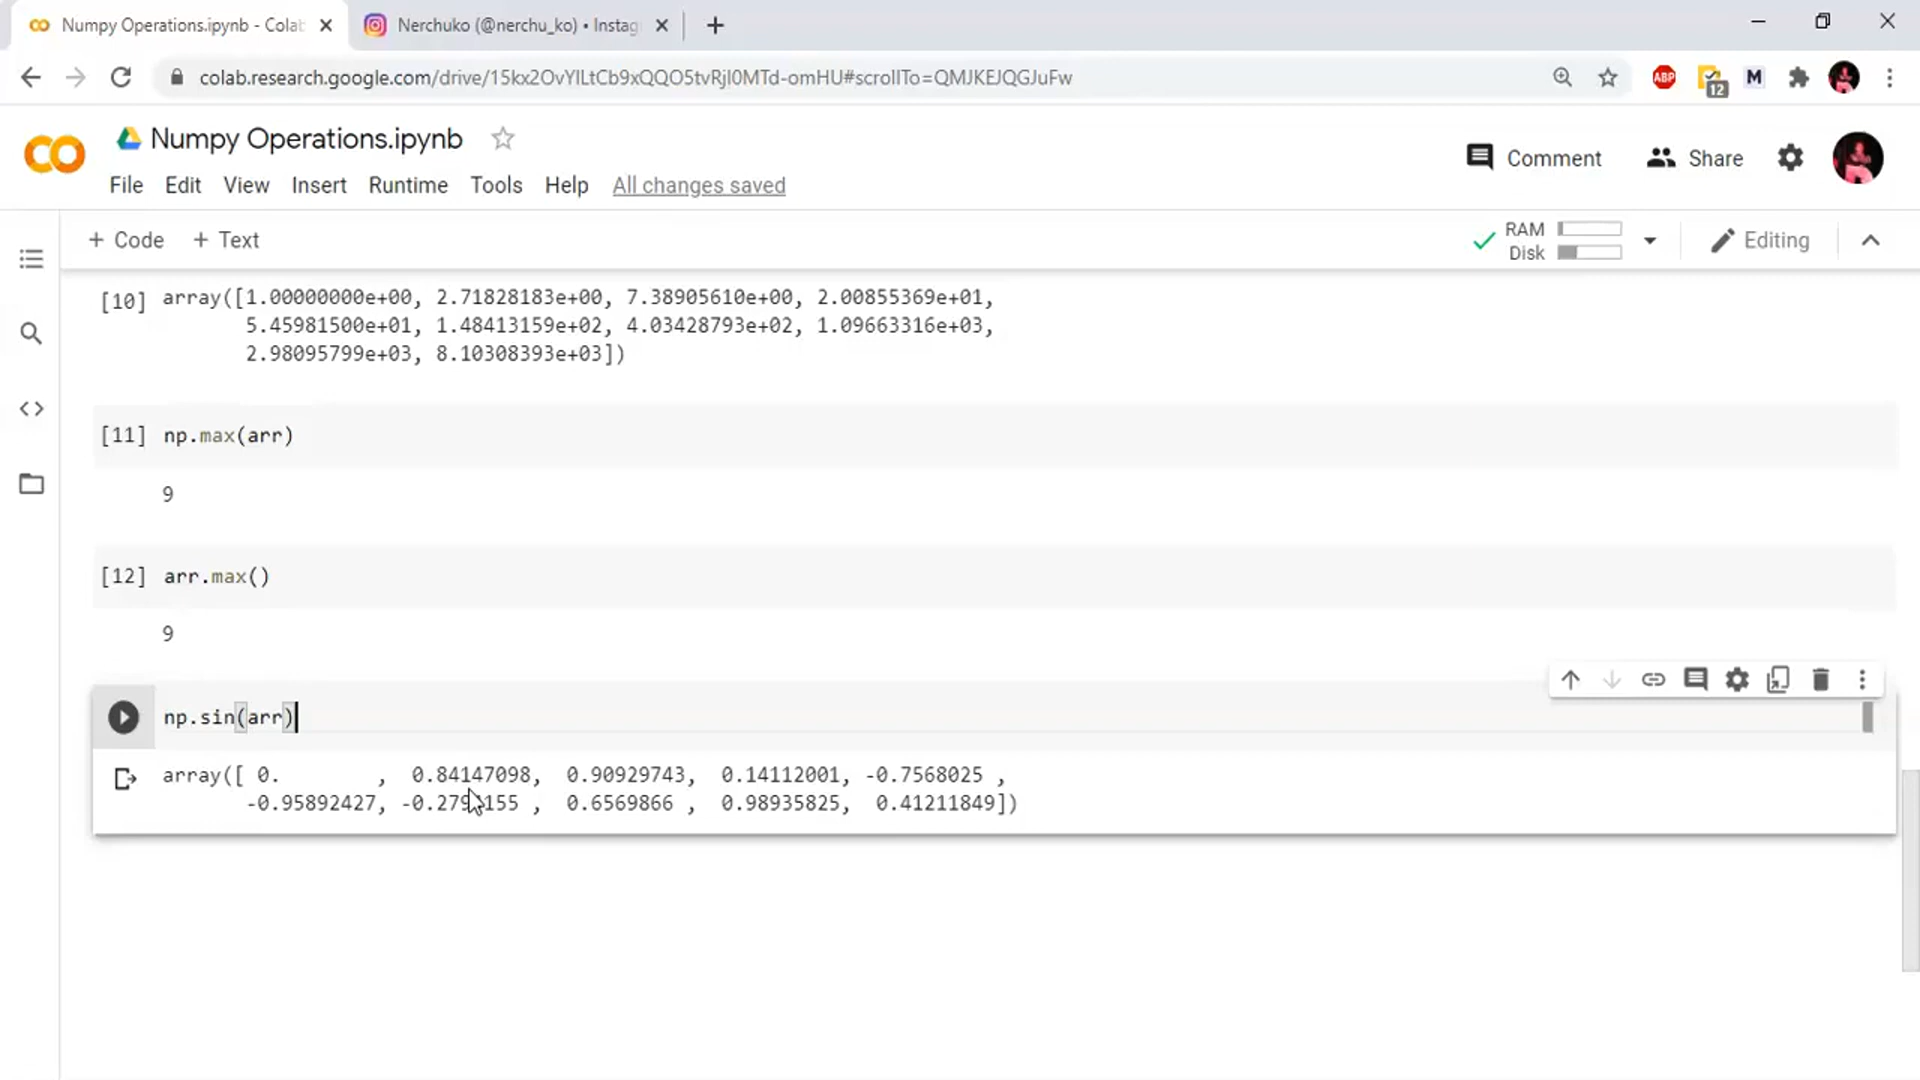 Numpy Operations.ipynb - Colab
Nerchuko (@nerchu_ko) • Instag
colab.research.google.com/drive/15kx2OvYlLtCb9xQQO5tvRjl0MTd-omHU#scrollTo=QMJKEJQGJuFw
ABP
12
M
Numpy Operations.ipynb
Comment
Share
File Edit View Insert Runtime Tools Help All changes saved
+ Code + Text
RAM
Disk
Editing
[10] array([1.00000000e+00, 2.71828183e+00, 7.38905610e+00, 2.00855369e+01,
5.45981500e+01, 1.48413159e+02, 4.03428793e+02, 1.09663316e+03,
2.98095799e+03, 8.10308393e+03])
[11] np.max(arr)
9
[12] arr.max()
9
np.sin(arr)
array([ 0. , 0.84147098, 0.90929743, 0.14112001, -0.7568025 ,
-0.95892427, , 0.6569866 , 0.98935825, 0.41211849])